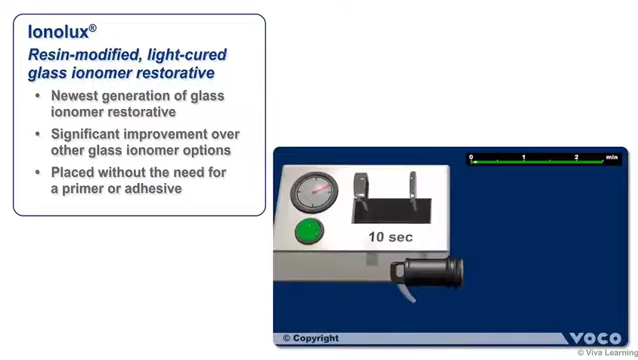 Ionolux®
Resin-modified, light-cured
glass ionomer restorative
• Newest generation of glass
ionomer restorative
• Significant improvement over
other glass ionomer options
• Placed without the need for
a primer or adhesive
0 1 2 min
10 sec
© Copyright
VOCO
© Viva Learning